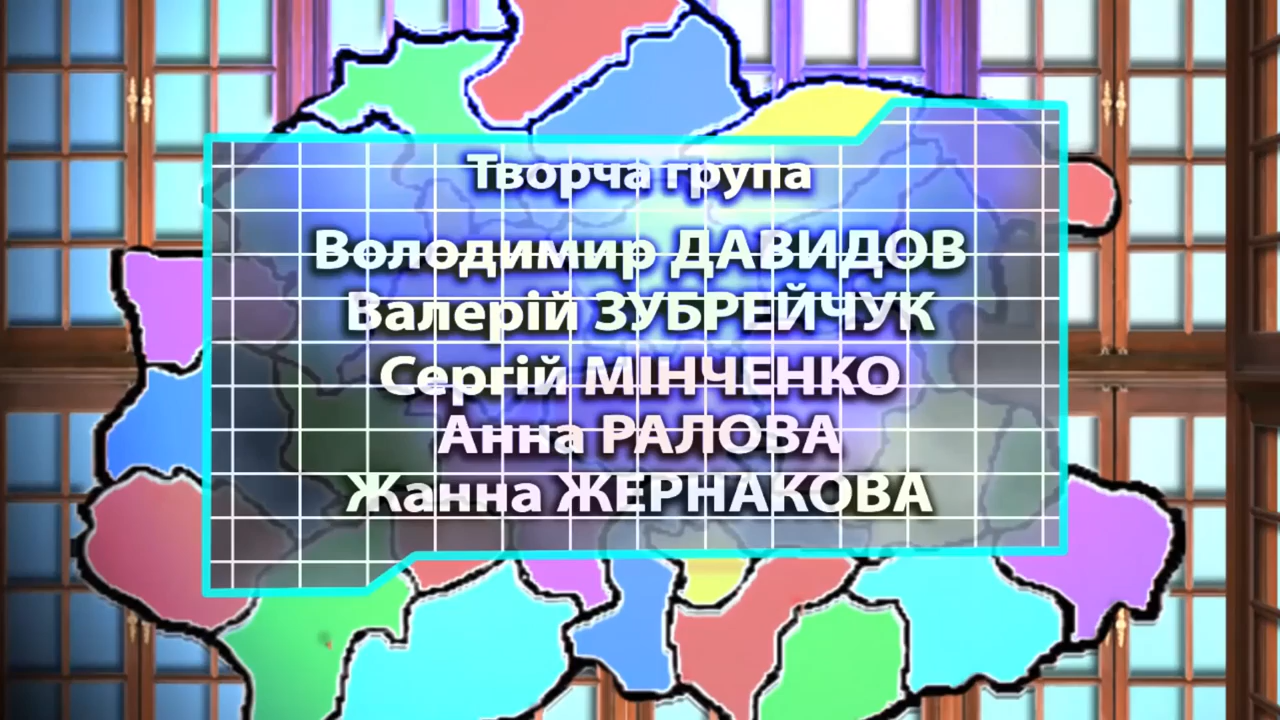 Творча група
Володимир ДАВИДОВ
Валерій ЗУБРЕЙЧУК
Сергій МІНЧЕНКО
Анна РАЛОВА
Жанна ЖЕРНАКОВА